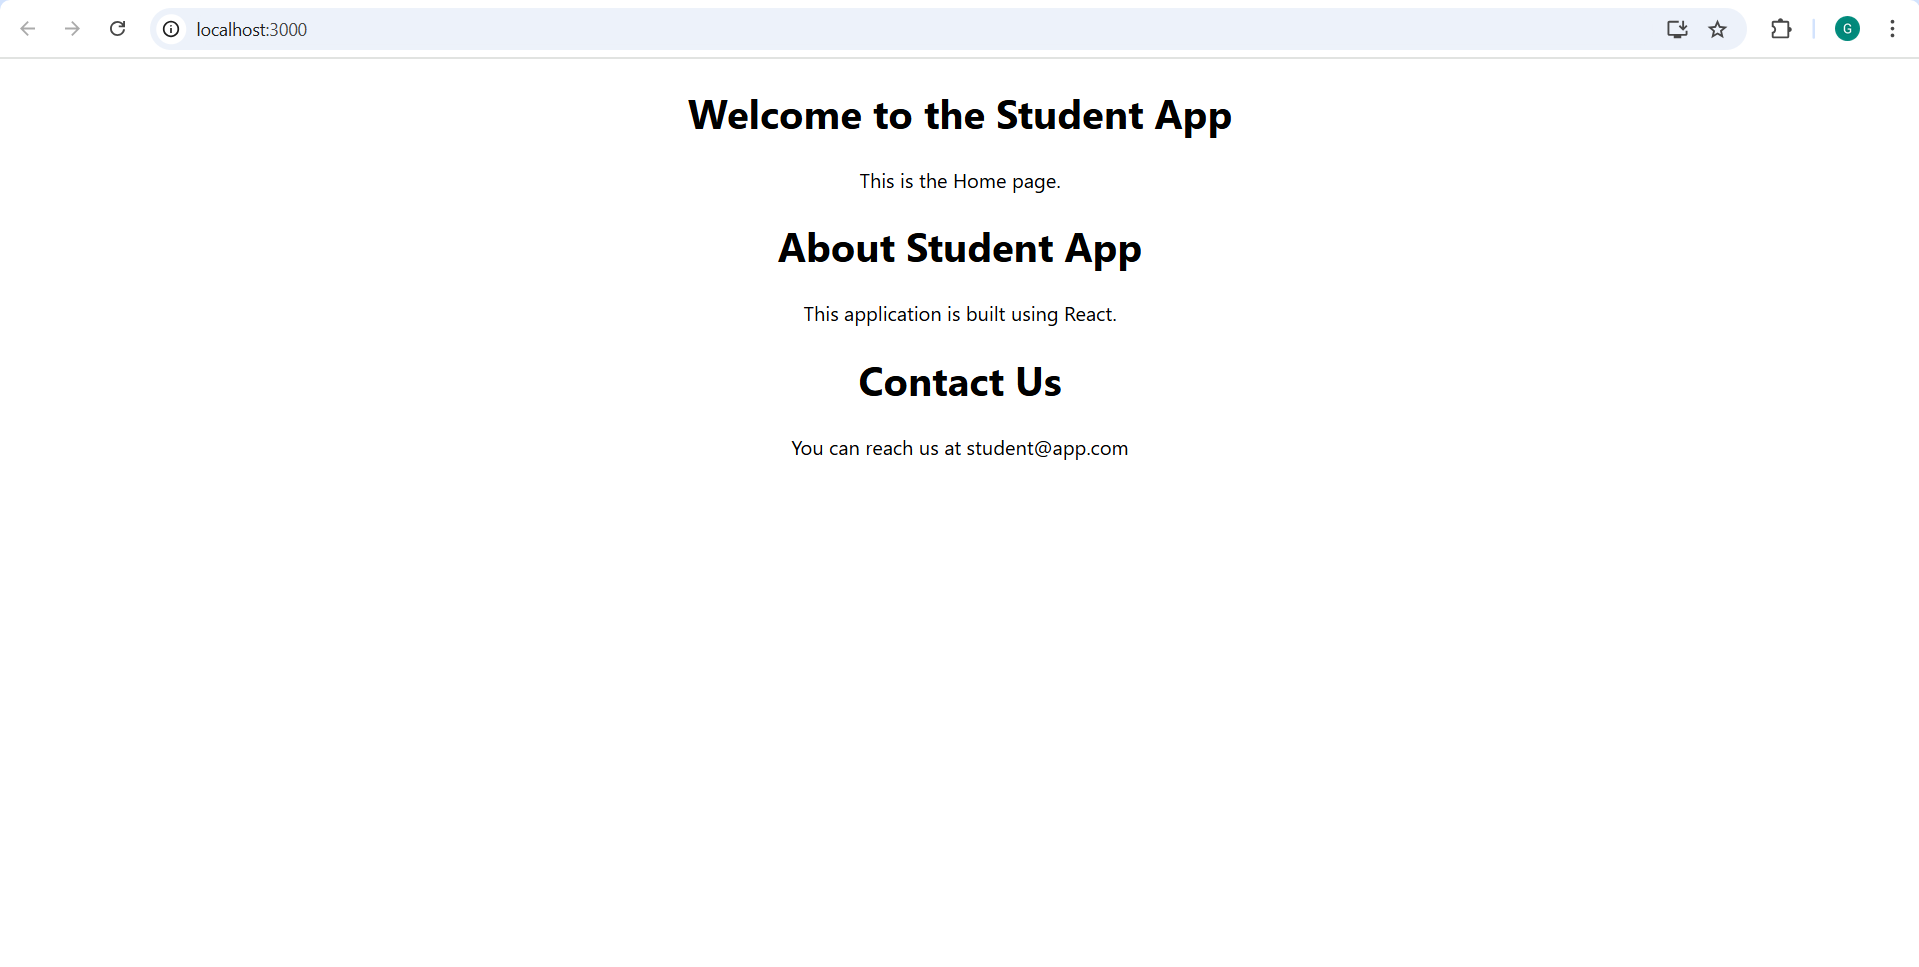 localhost:3000
G
Welcome to the Student App
This is the Home page.
About Student App
This application is built using React.
Contact Us
You can reach us at student@app.com